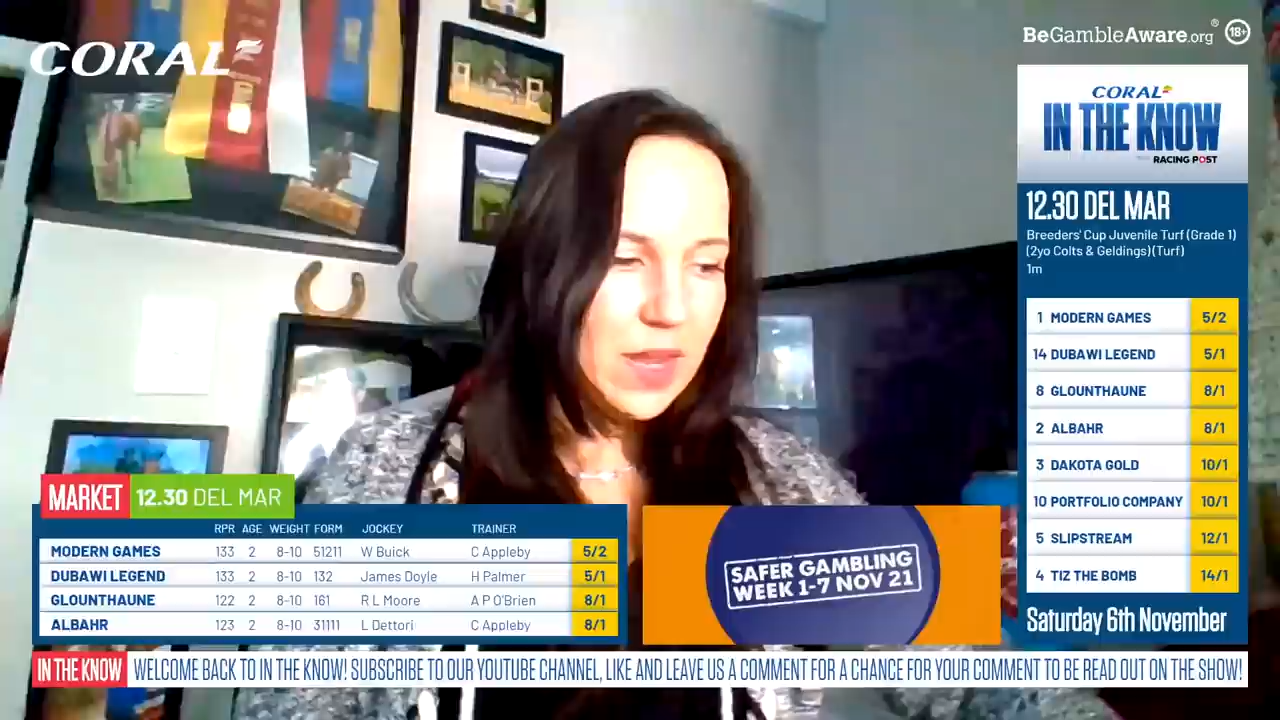 CORAL
BeGambleAware.org® 18+
CORAL
IN THE KNOW
RACING POST
12.30 DEL MAR
Breeders' Cup Juvenile Turf (Grade 1)
(2yo Colts & Geldings)(Turf)
1m
1 MODERN GAMES 5/2
14 DUBAWI LEGEND 5/1
8 GLOUNTHAUNE 8/1
2 ALBAHR 8/1
3 DAKOTA GOLD 10/1
10 PORTFOLIO COMPANY 10/1
5 SLIPSTREAM 12/1
4 TIZ THE BOMB 14/1
Saturday 6th November
MARKET 12.30 DEL MAR
RPR AGE WEIGHT FORM JOCKEY TRAINER
MODERN GAMES 133 2 8-10 51211 W Buick C Appleby 5/2
DUBAWI LEGEND 133 2 8-10 132 James Doyle H Palmer 5/1
GLOUNTHAUNE 122 2 8-10 161 R L Moore A P O'Brien 8/1
ALBAHR 123 2 8-10 31111 L Dettori C Appleby 8/1
SAFER GAMBLING
WEEK 1-7 NOV 21
IN THE KNOW WELCOME BACK TO IN THE KNOW! SUBSCRIBE TO OUR YOUTUBE CHANNEL, LIKE AND LEAVE US A COMMENT FOR A CHANCE FOR YOUR COMMENT TO BE READ OUT ON THE SHOW!